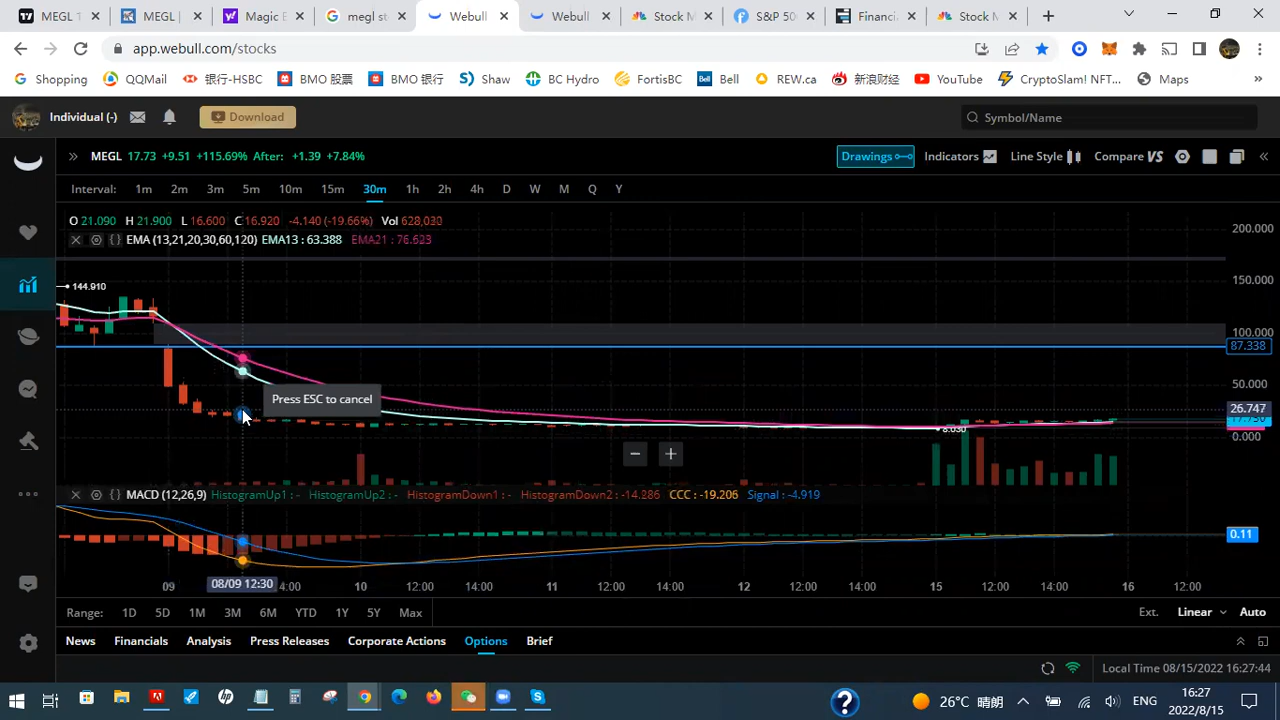 MEGL T
MEGL |
Magic E
megl st
Webull
Webull
Stock M
S&P 50
Financi
Stock M
app.webull.com/stocks
Shopping QQMail 银行-HSBC BMO 股票 BMO 银行 Shaw BC Hydro FortisBC Bell REW.ca 新浪财经 YouTube CryptoSlam! NFT... Maps
Individual (-) Download Symbol/Name
MEGL 17.73 +9.51 +115.69% After: +1.39 +7.84% Drawings Indicators Line Style Compare VS
Interval: 1m 2m 3m 5m 10m 15m 30m 1h 2h 4h D W M Q Y
O 21.090 H 21.900 L 16.600 C 16.920 -4.140 (-19.66%) Vol 628,030
200.000
EMA (13,21,20,30,60,120) EMA13 : 63.388 EMA21 : 76.623
150.000
144.910
100.000
87.338
50.000
Press ESC to cancel
26.747
8.030
0.000
MACD (12,26,9) HistogramUp1 : - HistogramUp2 : - HistogramDown1 : - HistogramDown2 : -14.286 CCC : -19.206 Signal : -4.919
0.11
09 08/09 12:30 4:00 10 12:00 14:00 11 12:00 14:00 12 12:00 14:00 15 12:00 14:00 16 12:00
Range: 1D 5D 1M 3M 6M YTD 1Y 5Y Max Ext. Linear Auto
News Financials Analysis Press Releases Corporate Actions Options Brief
Local Time 08/15/2022 16:27:44
26°C 晴朗 ENG 16:27
2022/8/15